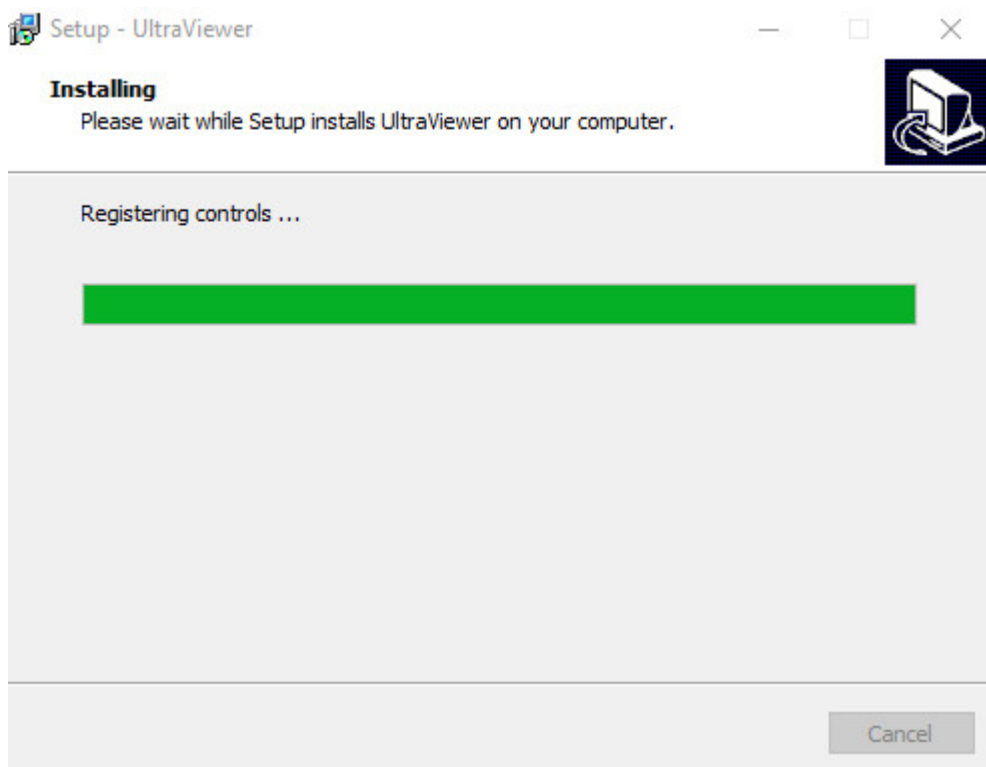 Setup - UltraViewer
Installing
Please wait while Setup installs UltraViewer on your computer.
Registering controls ...
Cancel